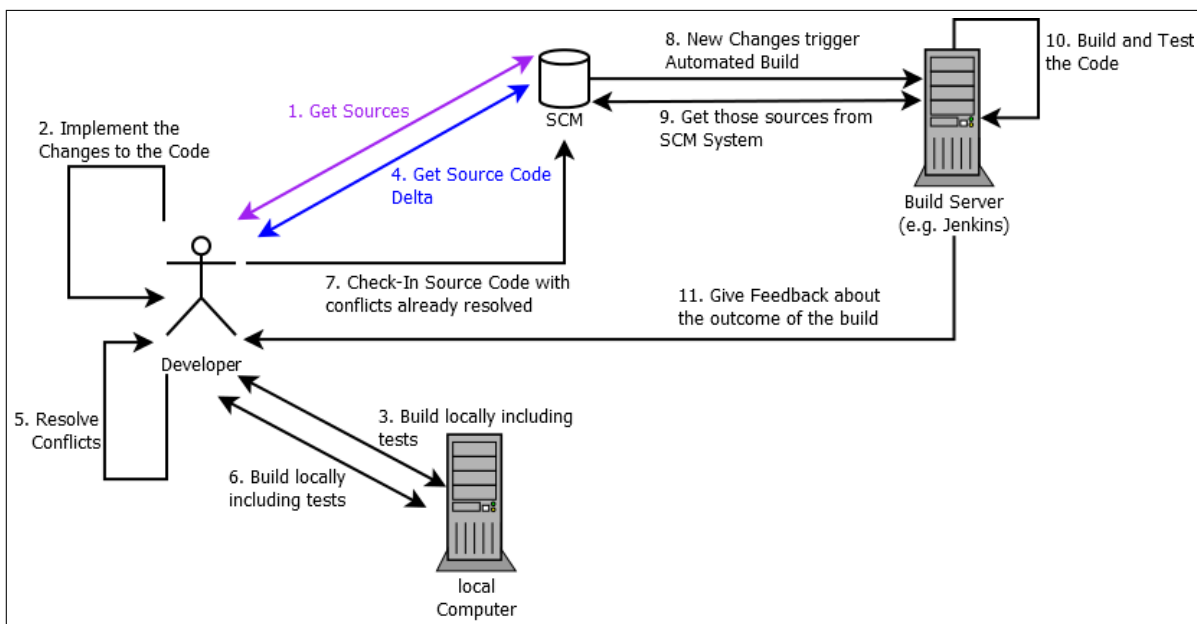 8. New Changes trigger
Automated Build
10. Build and Test
the Code
1. Get Sources
SCM
9. Get those sources from
SCM System
2. Implement the
Changes to the Code
4. Get Source Code
Delta
Build Server
(e.g. Jenkins)
7. Check-In Source Code with
conflicts already resolved
11. Give Feedback about
the outcome of the build
Developer
5. Resolve
Conflicts
3. Build locally including
tests
6. Build locally
including tests
local
Computer